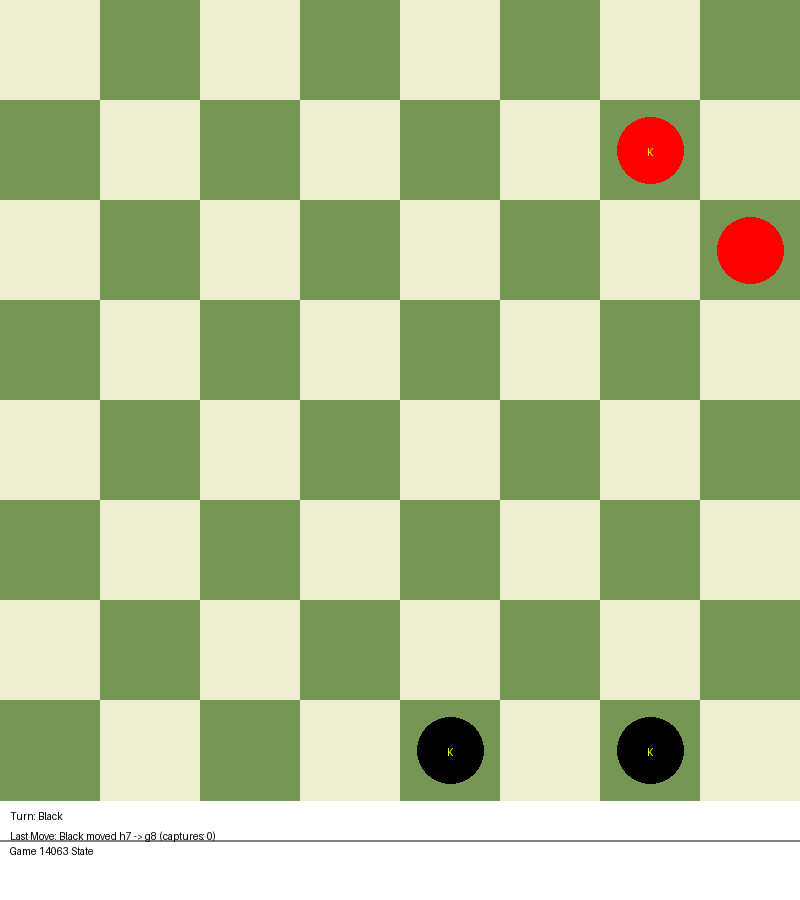 K
K K
Turn: Black
Last Move: Black moved h7 -> g8 (captures: 0)
Game 14063 State